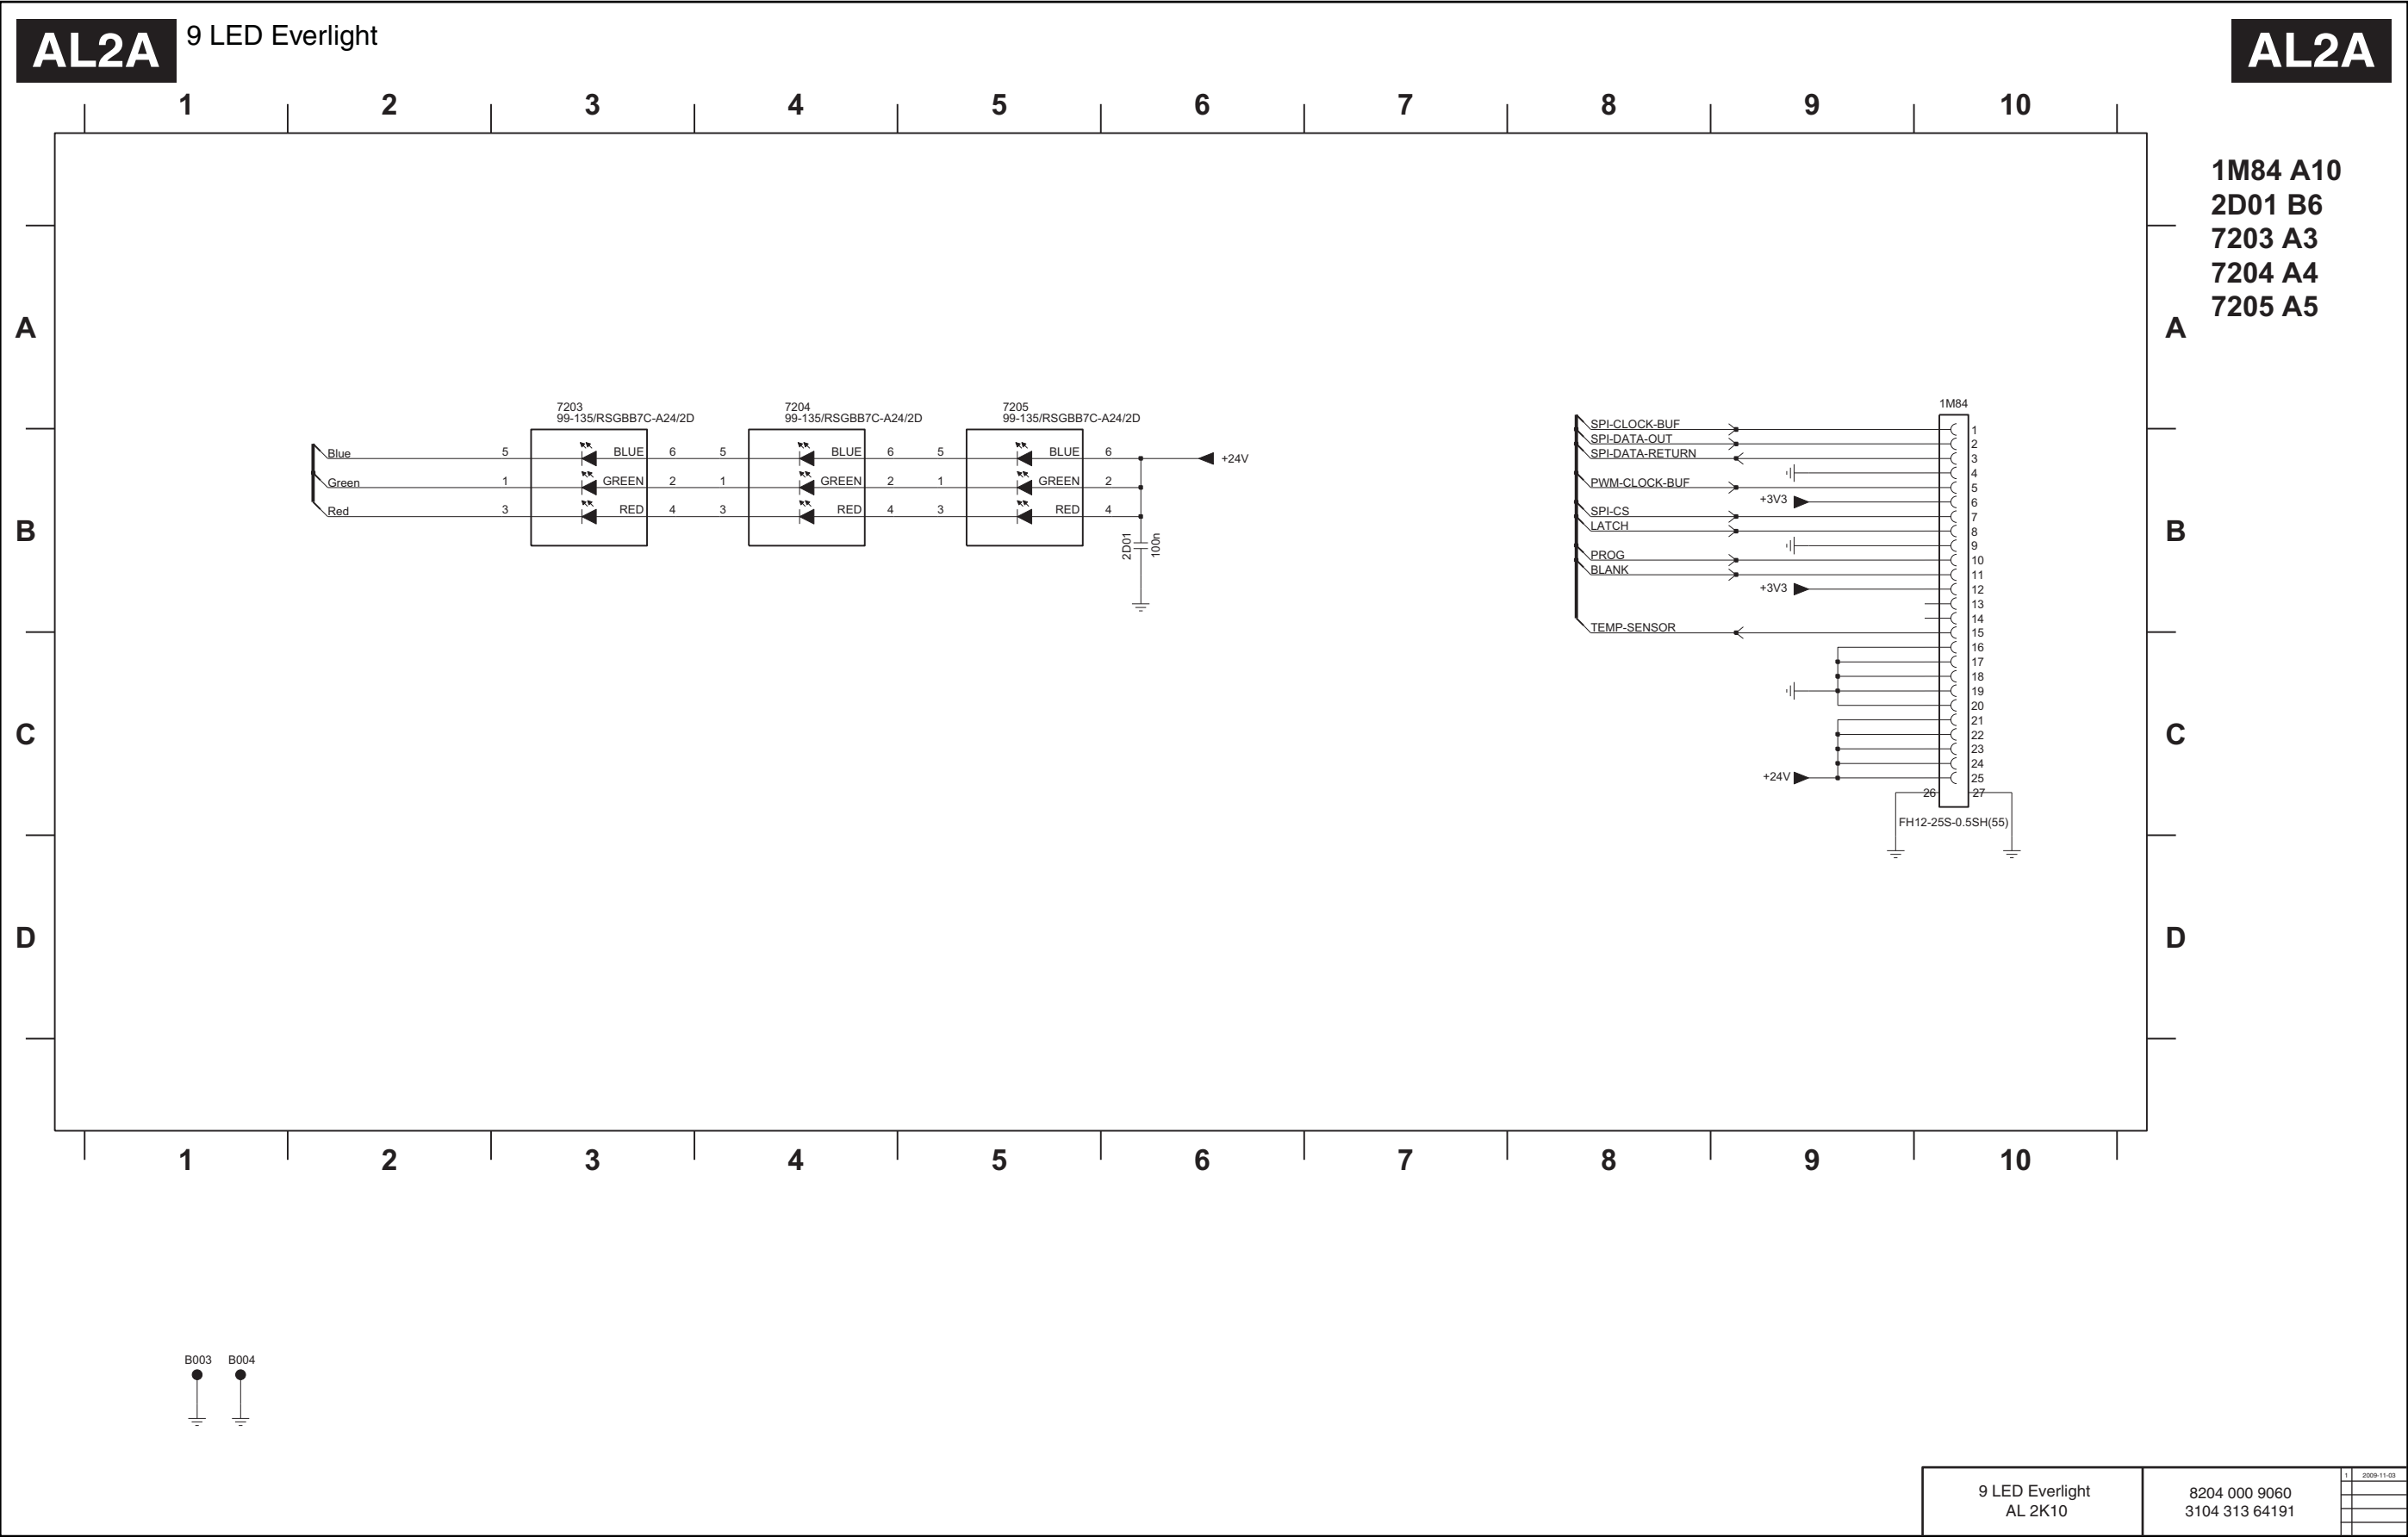 AL2A 9 LED Everlight AL2A
1 2 3 4 5 6 7 8 9 10
1M84 A10
2D01 B6
7203 A3
7204 A4
7205 A5
A A
7203
99-135/RSGBB7C-A24/2D
7204
99-135/RSGBB7C-A24/2D
7205
99-135/RSGBB7C-A24/2D
Blue 5 BLUE 6 5 BLUE 6 5 BLUE 6 +24V
Green 1 GREEN 2 1 GREEN 2 1 GREEN 2
Red 3 RED 4 3 RED 4 3 RED 4
2D01
100n
B B
1M84
SPI-CLOCK-BUF 1
SPI-DATA-OUT 2
SPI-DATA-RETURN 3
4
PWM-CLOCK-BUF 5
+3V3 6
SPI-CS 7
LATCH 8
9
PROG 10
BLANK 11
+3V3 12
13
14
TEMP-SENSOR 15
16
17
18
19
20
21
22
23
24
+24V 25
26 27
FH12-25S-0.5SH(55)
C C
D D
1 2 3 4 5 6 7 8 9 10
B003 B004
9 LED Everlight
AL 2K10
8204 000 9060
3104 313 64191
1 2009-11-03